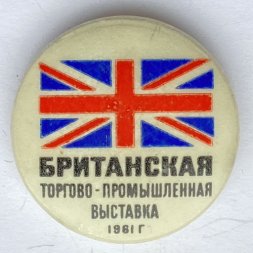 БРИТАНСКАЯ
ТОРГОВО-ПРОМЫШЛЕННАЯ
ВЫСТАВКА
1961 Г